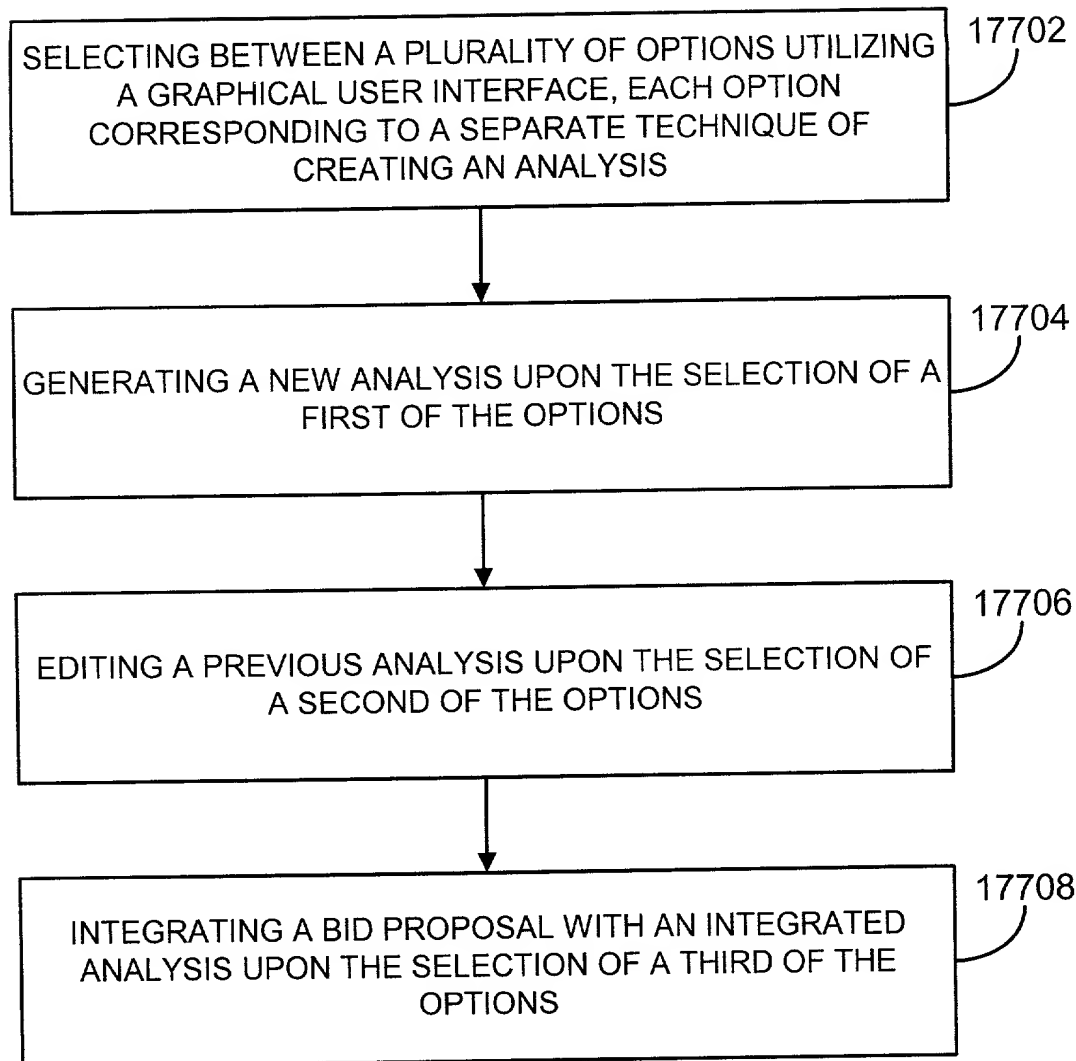 SELECTING BETWEEN A PLURALITY OF OPTIONS UTILIZING
A GRAPHICAL USER INTERFACE, EACH OPTION
CORRESPONDING TO A SEPARATE TECHNIQUE OF
CREATING AN ANALYSIS
17702
GENERATING A NEW ANALYSIS UPON THE SELECTION OF A
FIRST OF THE OPTIONS
17704
EDITING A PREVIOUS ANALYSIS UPON THE SELECTION OF
A SECOND OF THE OPTIONS
17706
INTEGRATING A BID PROPOSAL WITH AN INTEGRATED
ANALYSIS UPON THE SELECTION OF A THIRD OF THE
OPTIONS
17708